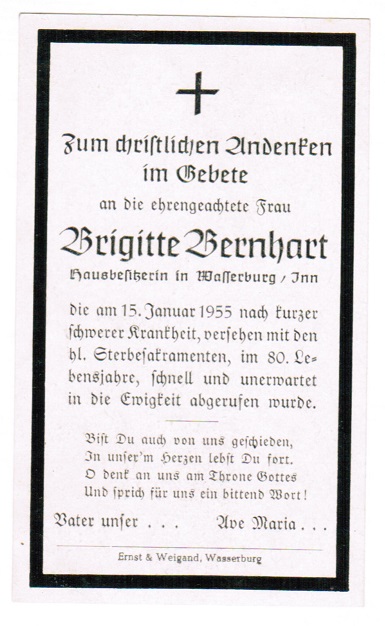 Zum christlichen Andenken
im Gebete
an die ehrengeachtete Frau
Brigitte Bernhart
Hausbesitzerin in Wasserburg / Inn
die am 15. Januar 1955 nach kurzer
schwerer Krankheit, versehen mit den
hl. Sterbesakramenten, im 80. Le-
bensjahre, schnell und unerwartet
in die Ewigkeit abgerufen wurde.
Bist Du auch von uns geschieden,
In unser'm Herzen lebst Du fort.
O denk an uns am Throne Gottes
Und sprich für uns ein bittend Wort!
Vater unser . . . Ave Maria . . .
Ernst & Weigand, Wasserburg